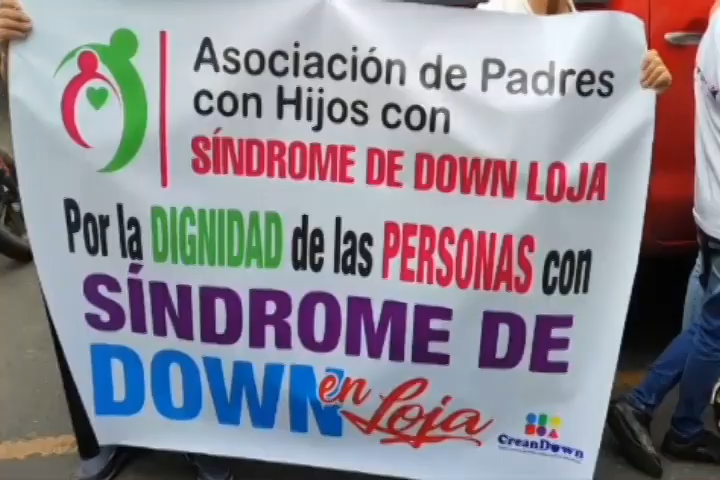 Asociación de Padres
con Hijos con
SÍNDROME DE DOWN LOJA
Por la DIGNIDAD de las PERSONAS con
SÍNDROME DE
DOWN en Loja
CreanDown